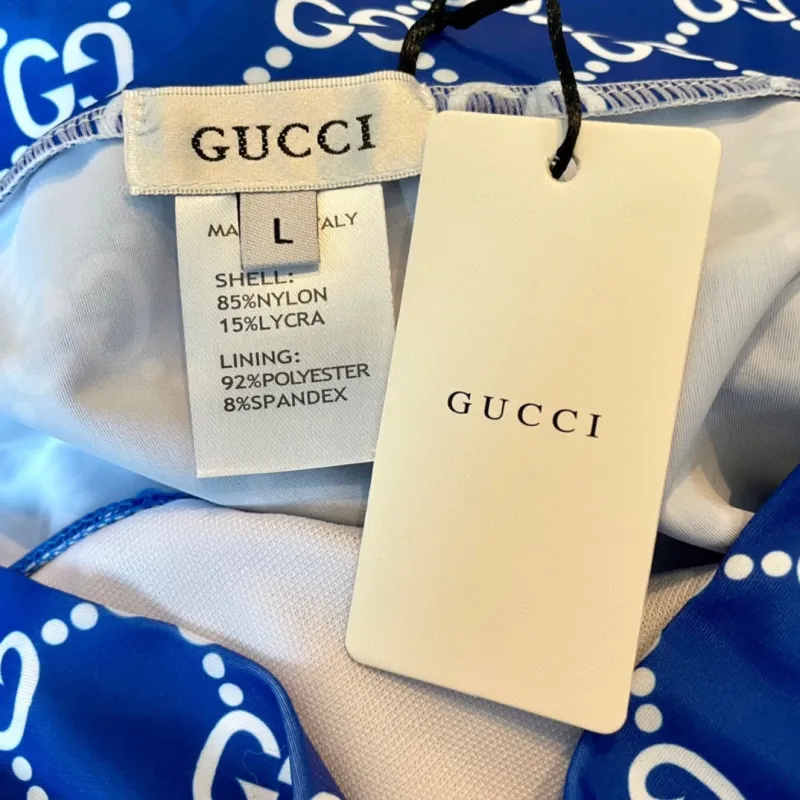 GUCCI
L
SHELL:
85%NYLON
15%LYCRA
LINING:
92%POLYESTER
8%SPANDEX
GUCCI